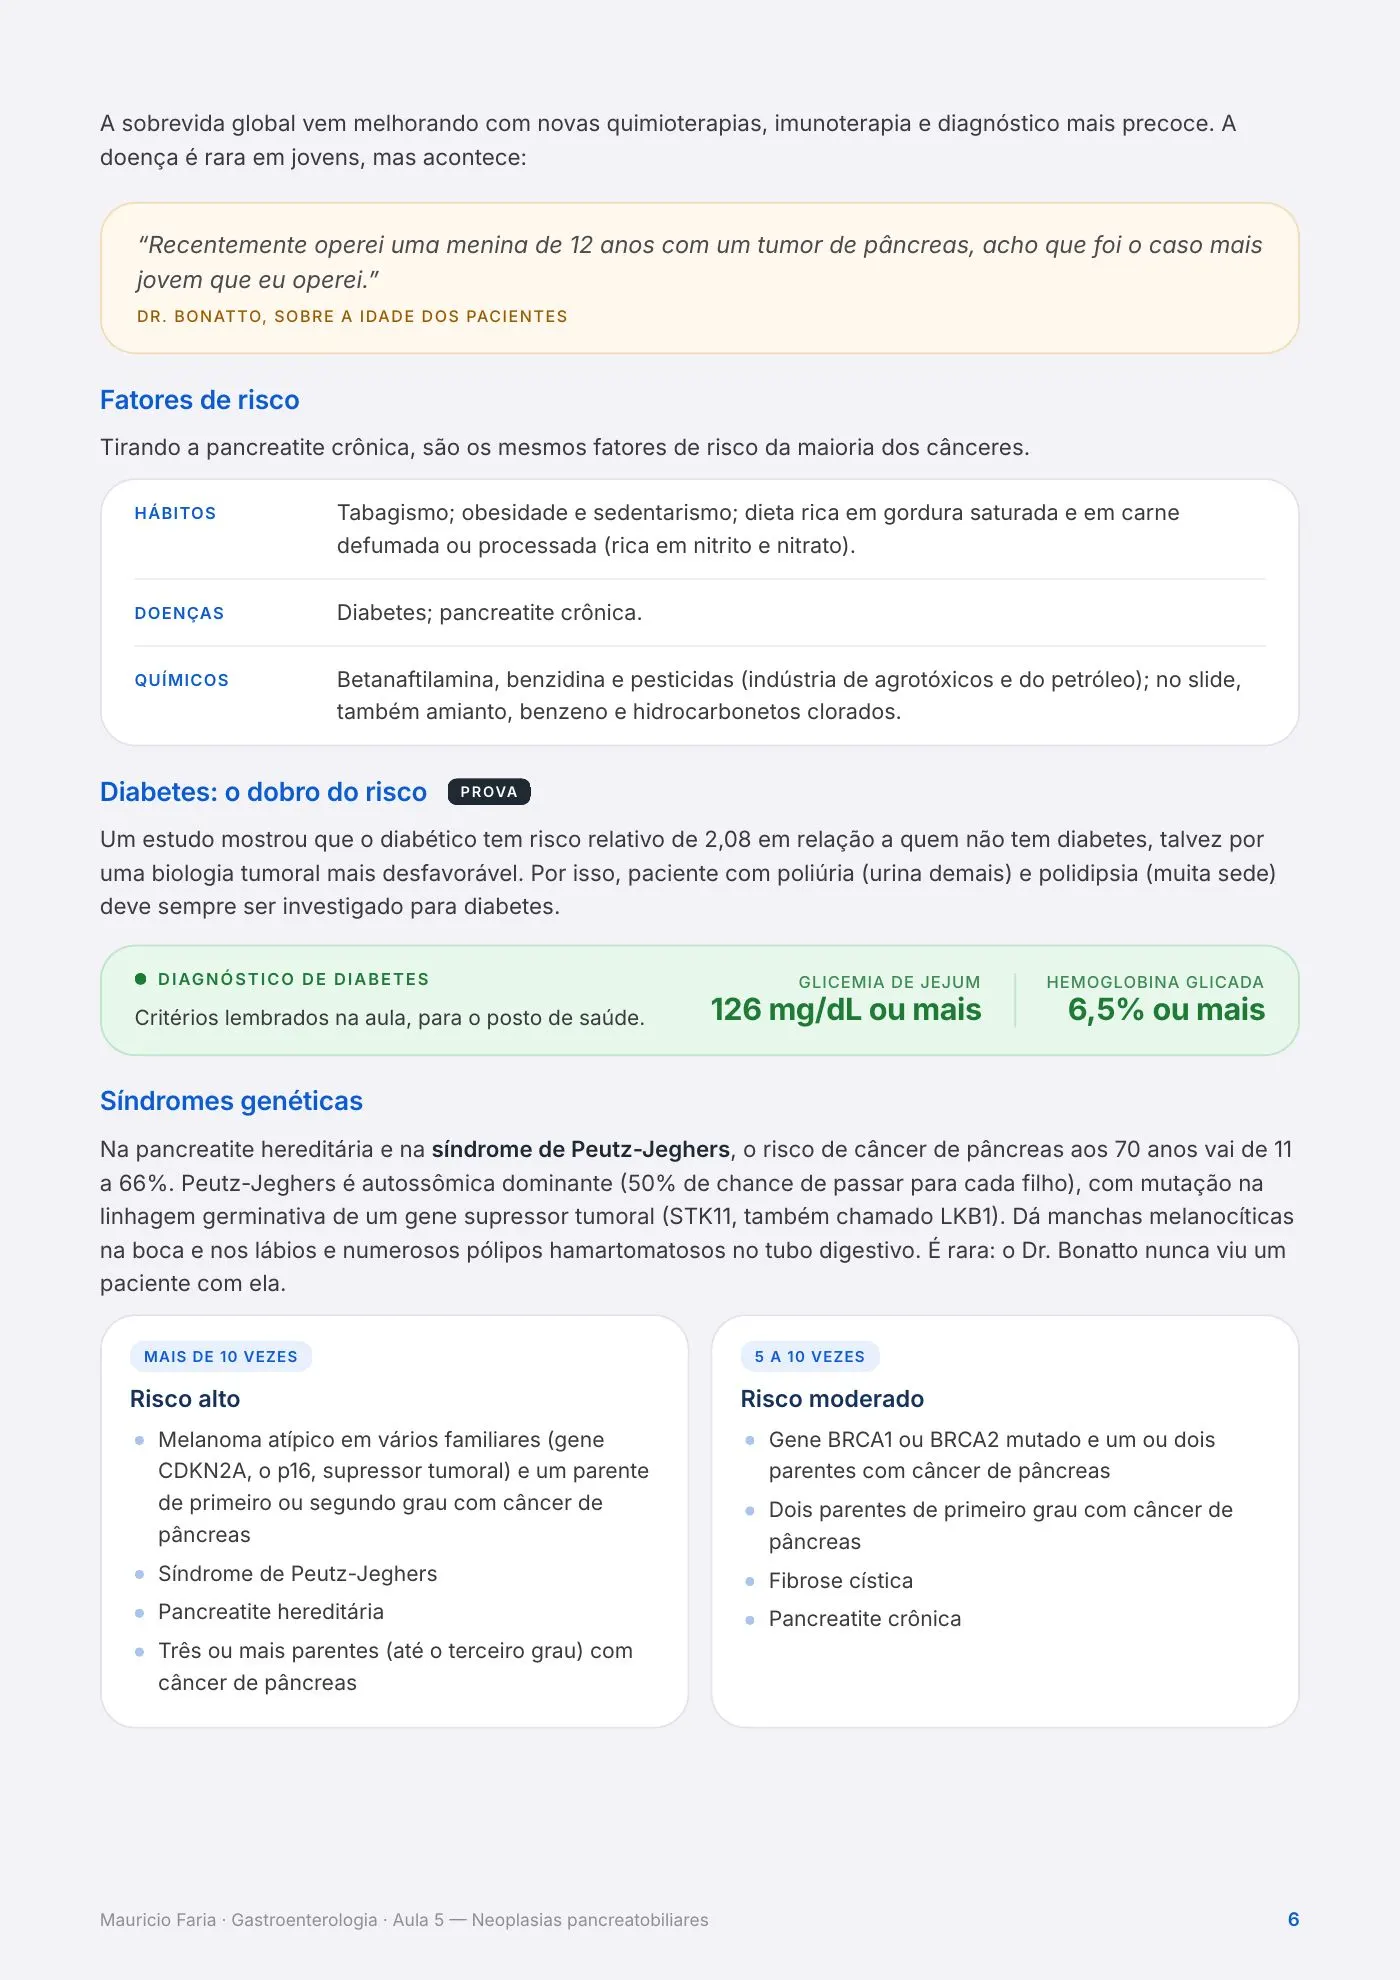 A sobrevida global vem melhorando com novas quimioterapias, imunoterapia e diagnóstico mais precoce. A
doença é rara em jovens, mas acontece:
“Recentemente operei uma menina de 12 anos com um tumor de pâncreas, acho que foi o caso mais
jovem que eu operei.”
DR. BONATTO, SOBRE A IDADE DOS PACIENTES
Fatores de risco
Tirando a pancreatite crônica, são os mesmos fatores de risco da maioria dos cânceres.
HÁBITOS
Tabagismo; obesidade e sedentarismo; dieta rica em gordura saturada e em carne
defumada ou processada (rica em nitrito e nitrato).
DOENÇAS
Diabetes; pancreatite crônica.
QUÍMICOS
Betanaftilamina, benzidina e pesticidas (indústria de agrotóxicos e do petróleo); no slide,
também amianto, benzeno e hidrocarbonetos clorados.
Diabetes: o dobro do risco PROVA
Um estudo mostrou que o diabético tem risco relativo de 2,08 em relação a quem não tem diabetes, talvez por
uma biologia tumoral mais desfavorável. Por isso, paciente com poliúria (urina demais) e polidipsia (muita sede)
deve sempre ser investigado para diabetes.
DIAGNÓSTICO DE DIABETES
Critérios lembrados na aula, para o posto de saúde.
GLICEMIA DE JEJUM
126 mg/dL ou mais
HEMOGLOBINA GLICADA
6,5% ou mais
Síndromes genéticas
Na pancreatite hereditária e na síndrome de Peutz-Jeghers, o risco de câncer de pâncreas aos 70 anos vai de 11
a 66%. Peutz-Jeghers é autossômica dominante (50% de chance de passar para cada filho), com mutação na
linhagem germinativa de um gene supressor tumoral (STK11, também chamado LKB1). Dá manchas melanocíticas
na boca e nos lábios e numerosos pólipos hamartomatosos no tubo digestivo. É rara: o Dr. Bonatto nunca viu um
paciente com ela.
MAIS DE 10 VEZES
Risco alto
Melanoma atípico em vários familiares (gene
CDKN2A, o p16, supressor tumoral) e um parente
de primeiro ou segundo grau com câncer de
pâncreas
Síndrome de Peutz-Jeghers
Pancreatite hereditária
Três ou mais parentes (até o terceiro grau) com
câncer de pâncreas
5 A 10 VEZES
Risco moderado
Gene BRCA1 ou BRCA2 mutado e um ou dois
parentes com câncer de pâncreas
Dois parentes de primeiro grau com câncer de
pâncreas
Fibrose cística
Pancreatite crônica
Mauricio Faria · Gastroenterologia · Aula 5 — Neoplasias pancreatobiliares
6